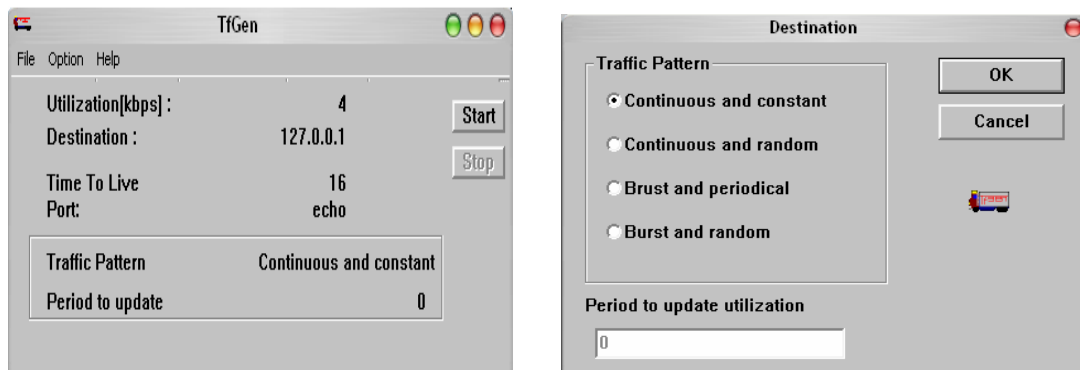 TfGen
File Option Help
Utilization[kbps] : 4
Destination : 127.0.0.1
Start
Stop
Time To Live 16
Port: echo
Traffic Pattern Continuous and constant
Period to update 0
Destination
Traffic Pattern
Continuous and constant
Continuous and random
Brust and periodical
Burst and random
OK
Cancel
Period to update utilization
0